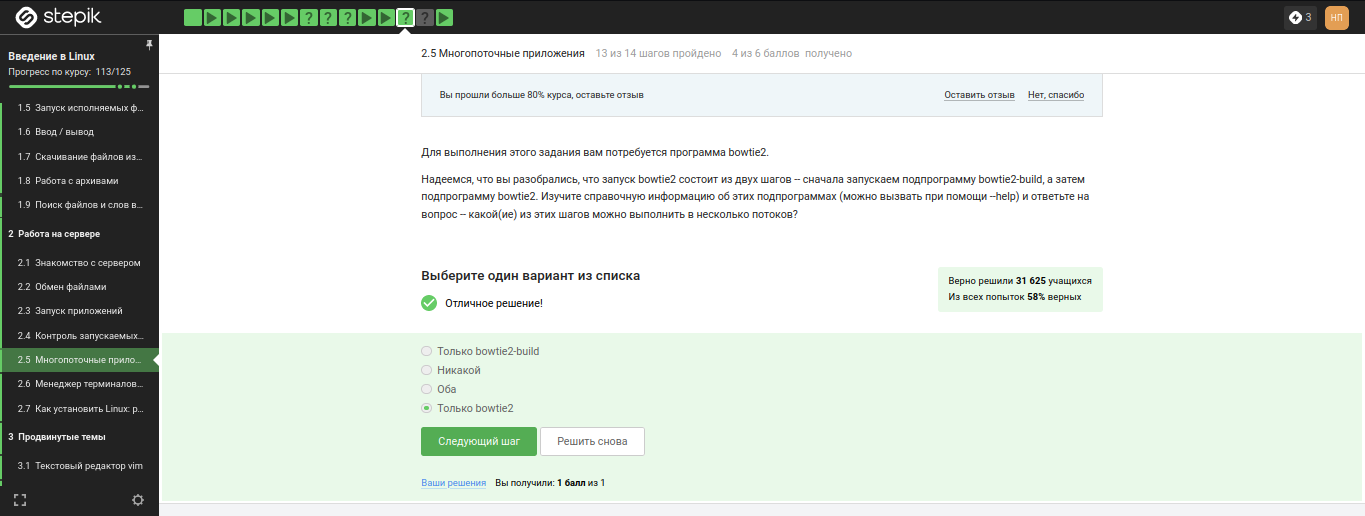 stepik
? ? ? ? ?
3
НП
Введение в Linux
Прогресс по курсу: 113/125
1.5 Запуск исполняемых ф...
1.6 Ввод / вывод
1.7 Скачивание файлов из...
1.8 Работа с архивами
1.9 Поиск файлов и слов в...
2 Работа на сервере
2.1 Знакомство с сервером
2.2 Обмен файлами
2.3 Запуск приложений
2.4 Контроль запускаемых...
2.5 Многопоточные прило...
2.6 Менеджер терминалов...
2.7 Как установить Linux: р...
3 Продвинутые темы
3.1 Текстовый редактор vim
2.5 Многопоточные приложения 13 из 14 шагов пройдено 4 из 6 баллов получено
Вы прошли больше 80% курса, оставьте отзыв
Оставить отзыв Нет, спасибо
Для выполнения этого задания вам потребуется программа bowtie2.
Надеемся, что вы разобрались, что запуск bowtie2 состоит из двух шагов -- сначала запускаем подпрограмму bowtie2-build, а затем
подпрограмму bowtie2. Изучите справочную информацию об этих подпрограммах (можно вызвать при помощи --help) и ответьте на
вопрос -- какой(ие) из этих шагов можно выполнить в несколько потоков?
Выберите один вариант из списка
Отличное решение!
Верно решили 31 625 учащихся
Из всех попыток 58% верных
Только bowtie2-build
Никакой
Оба
Только bowtie2
Следующий шаг
Решить снова
Ваши решения Вы получили: 1 балл из 1